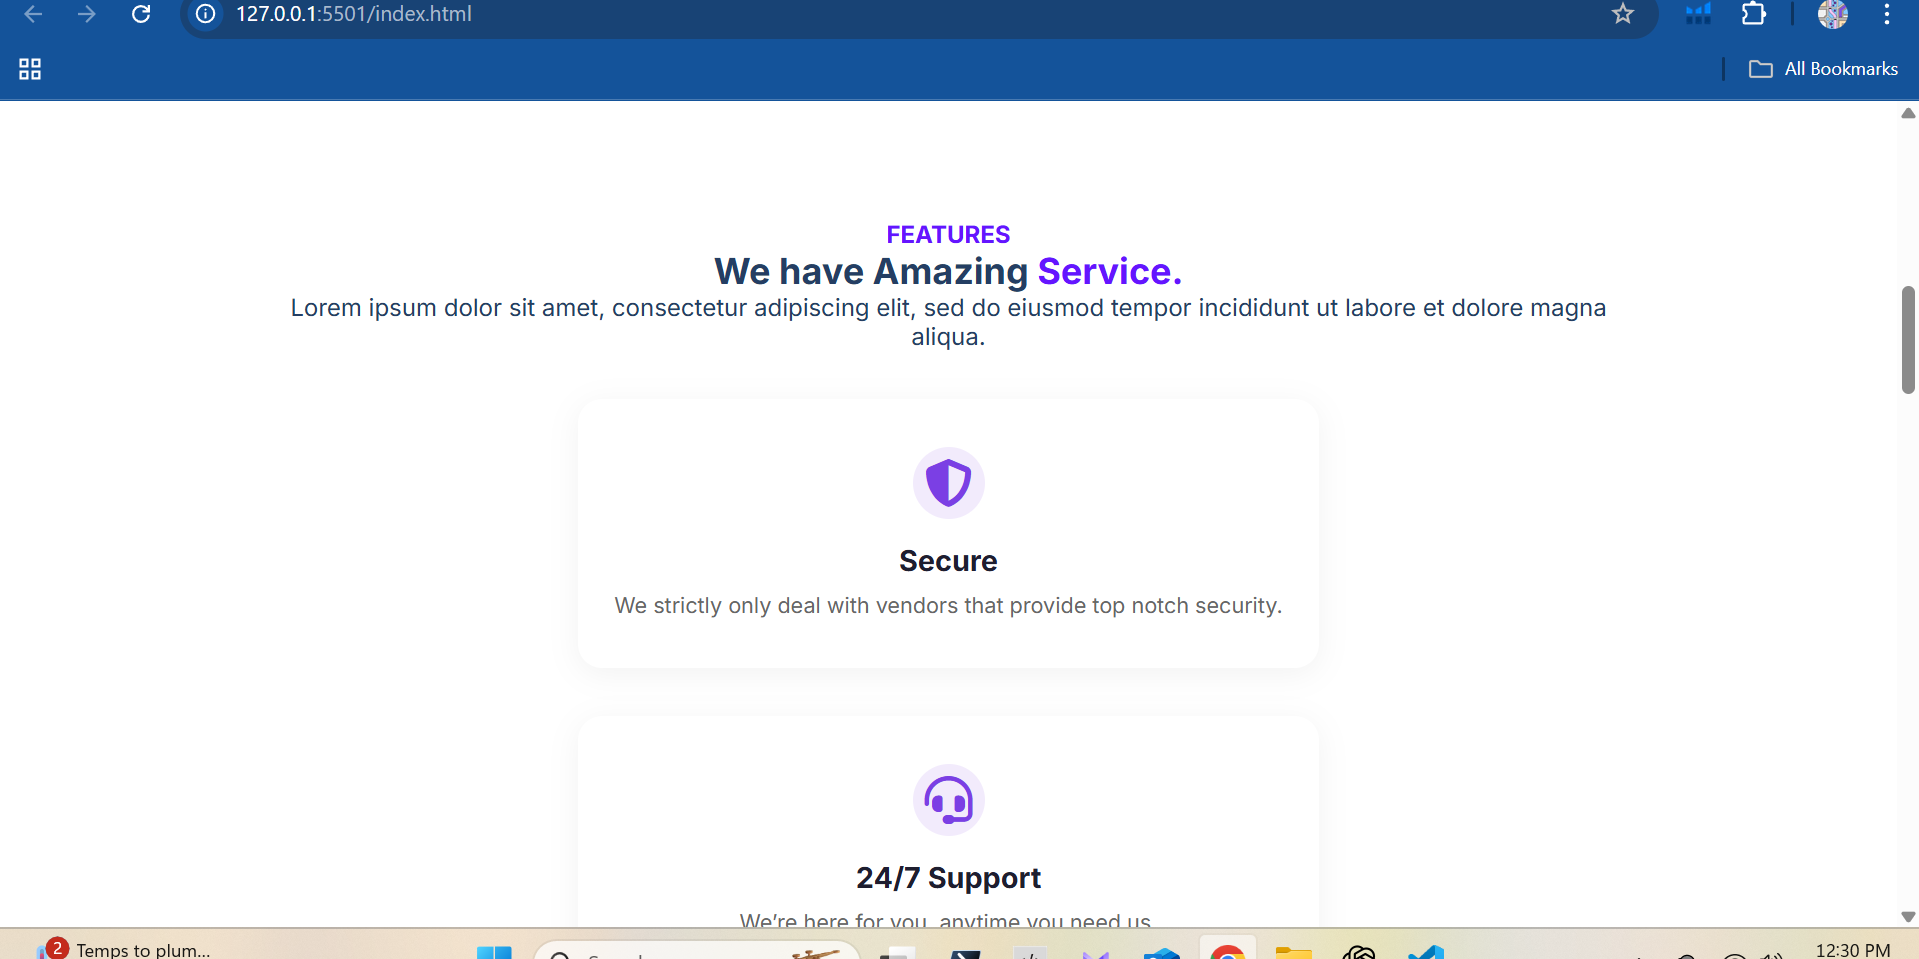 127.0.0.1:5501/index.html
All Bookmarks
FEATURES
We have Amazing Service.
Lorem ipsum dolor sit amet, consectetur adipiscing elit, sed do eiusmod tempor incididunt ut labore et dolore magna
aliqua.
Secure
We strictly only deal with vendors that provide top notch security.
24/7 Support
We’re here for you, anytime you need us
2
Temps to plum...
12:30 PM